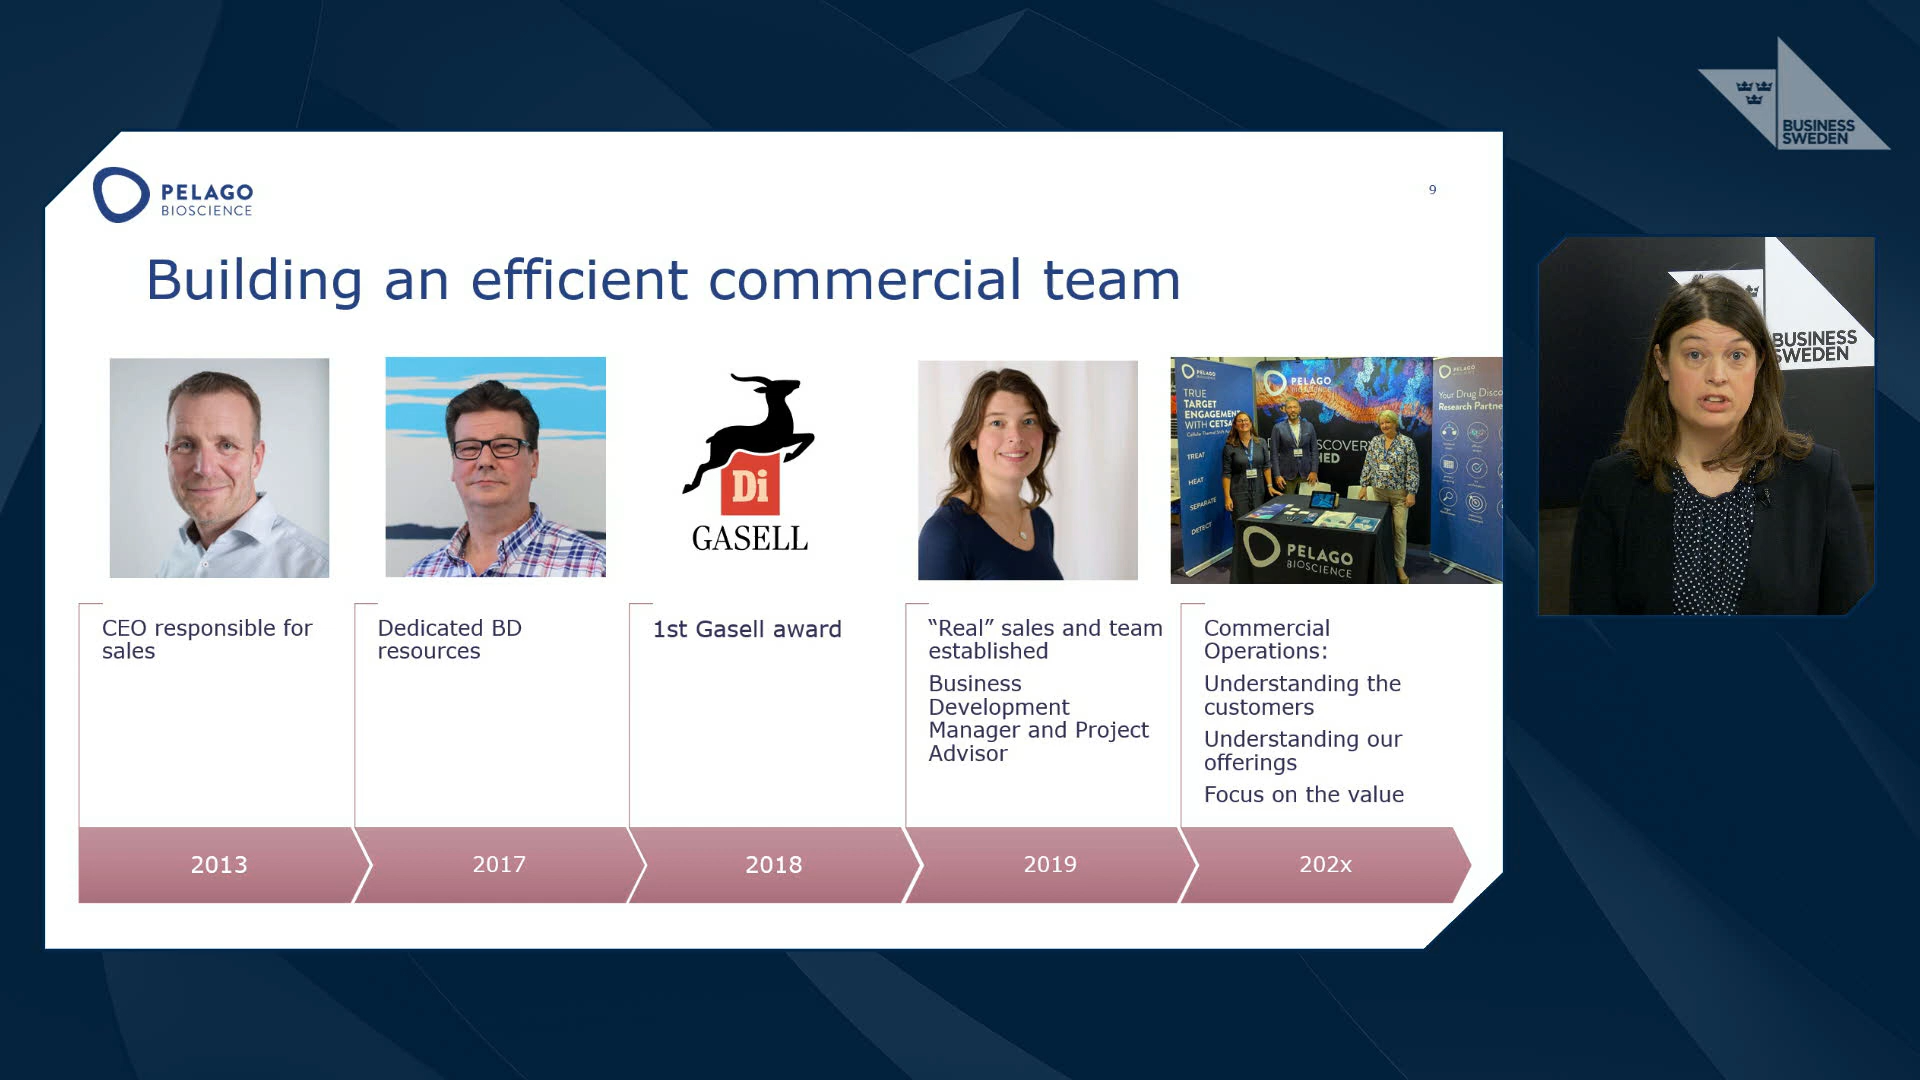 BUSINESS
SWEDEN
PELAGO
BIOSCIENCE
9
Building an efficient commercial team
Di
GASELL
PELAGO
BIOSCIENCE
TRUE
TARGET
ENGAGEMENT
WITH CETSA
TREAT
HEAT
SEPARATE
DETECT
PELAGO
PELAGO
BIOSCIENCE
Your Drug Disco
Research Partne
BUSINESS
SWEDEN
CEO responsible for
sales
Dedicated BD
resources
1st Gasell award
“Real” sales and team
established
Business
Development
Manager and Project
Advisor
Commercial
Operations:
Understanding the
customers
Understanding our
offerings
Focus on the value
2013
2017
2018
2019
202x